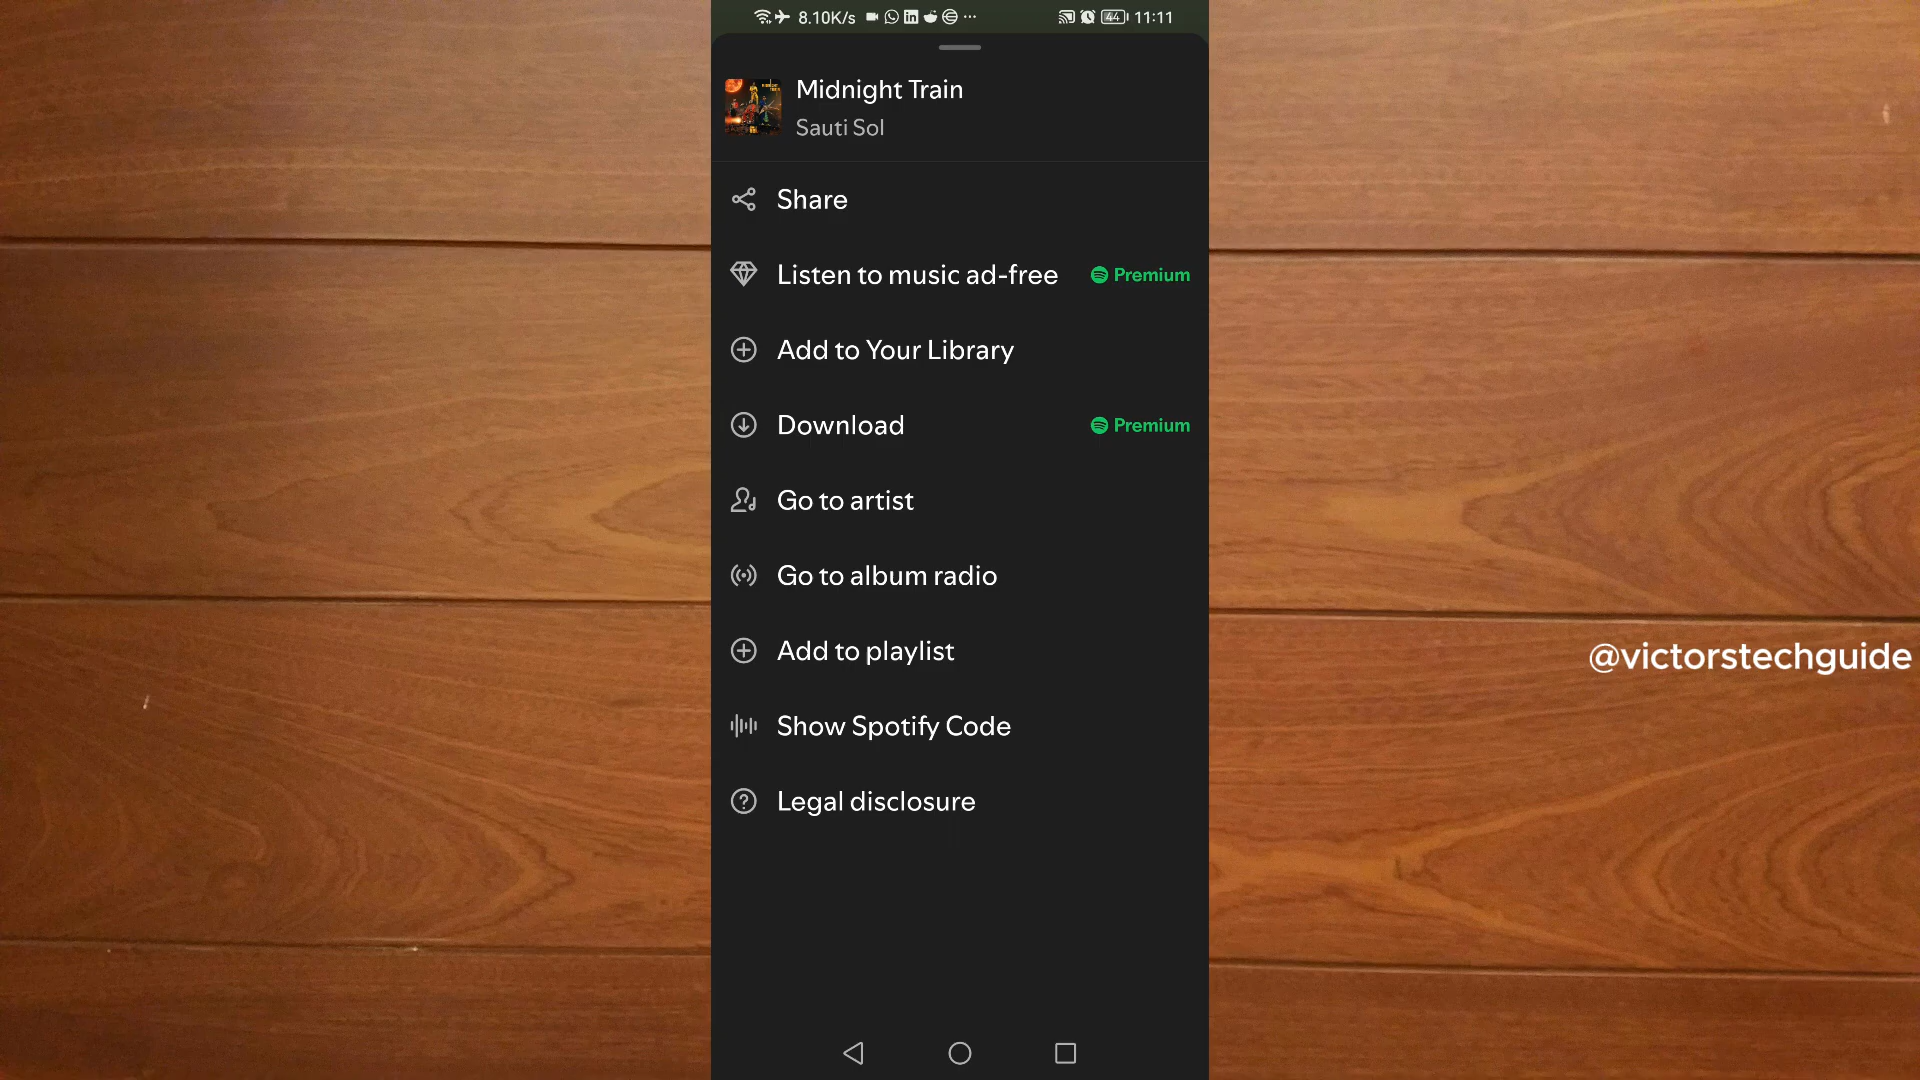 8.10K/s 44 11:11
Midnight Train
Sauti Sol
Share
Listen to music ad-free Premium
Add to Your Library
Download Premium
Go to artist
Go to album radio
Add to playlist
Show Spotify Code
Legal disclosure
@victorstechguide